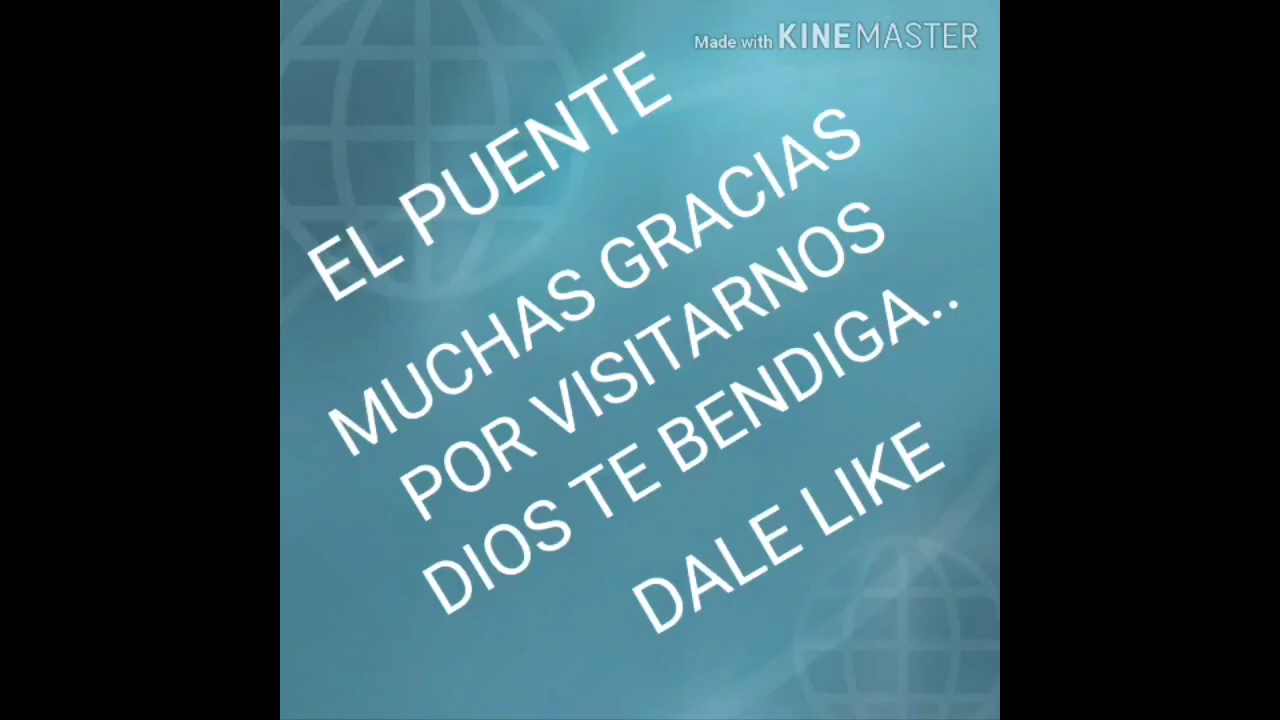 Made with KINEMASTER
EL PUENTE
MUCHAS GRACIAS
POR VISITARNOS
DIOS TE BENDIGA..
DALE LIKE